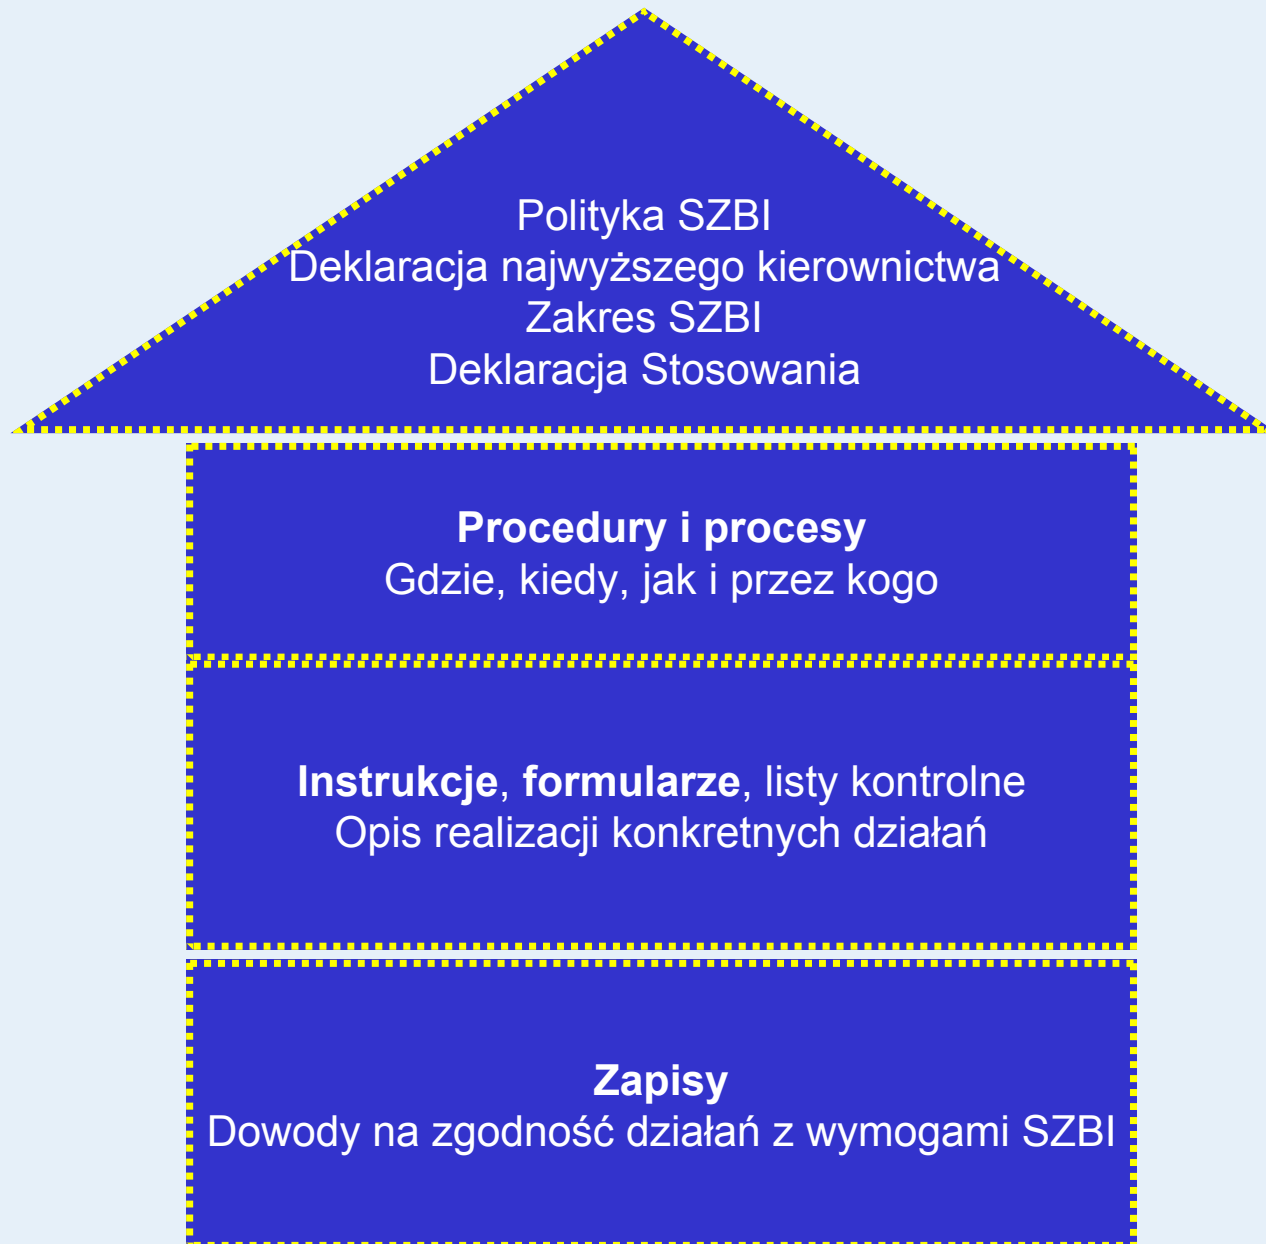 Polityka SZBI
Deklaracja najwyższego kierownictwa
Zakres SZBI
Deklaracja Stosowania
Procedury i procesy
Gdzie, kiedy, jak i przez kogo
Instrukcje, formularze, listy kontrolne
Opis realizacji konkretnych działań
Zapisy
Dowody na zgodność działań z wymogami SZBI